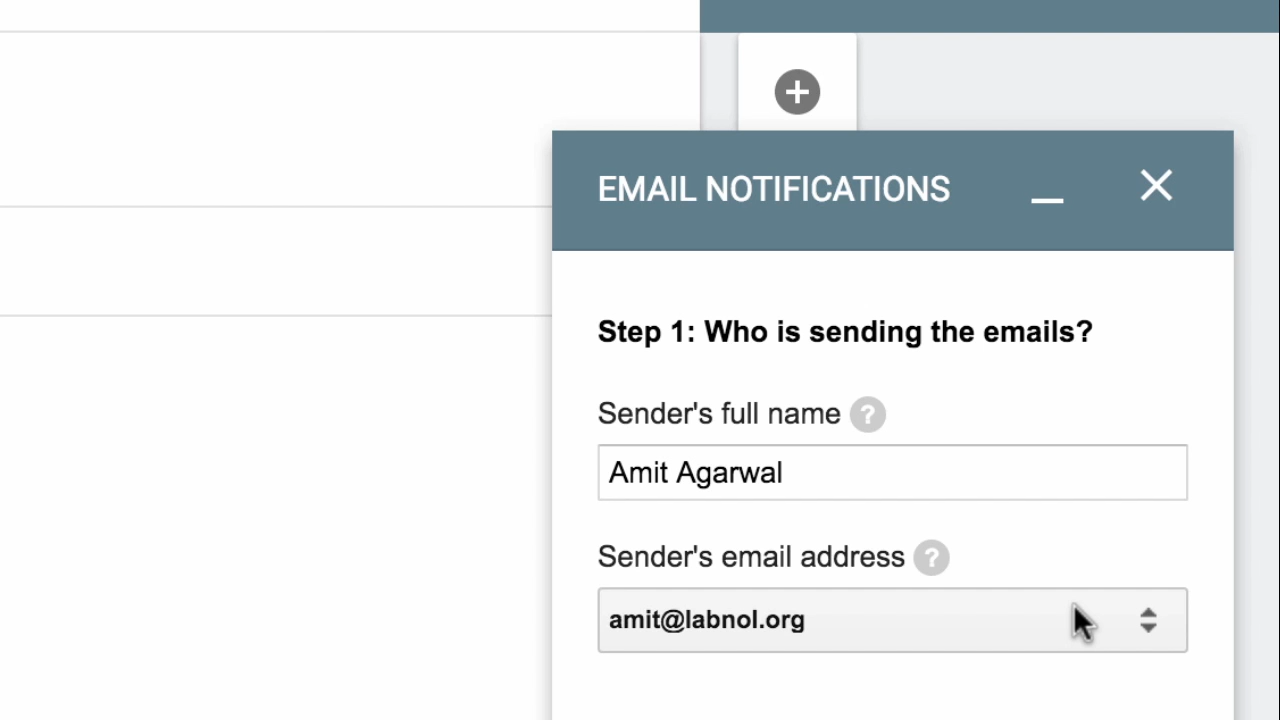 EMAIL NOTIFICATIONS
Step 1: Who is sending the emails?
Sender's full name ?
Amit Agarwal
Sender's email address ?
amit@labnol.org